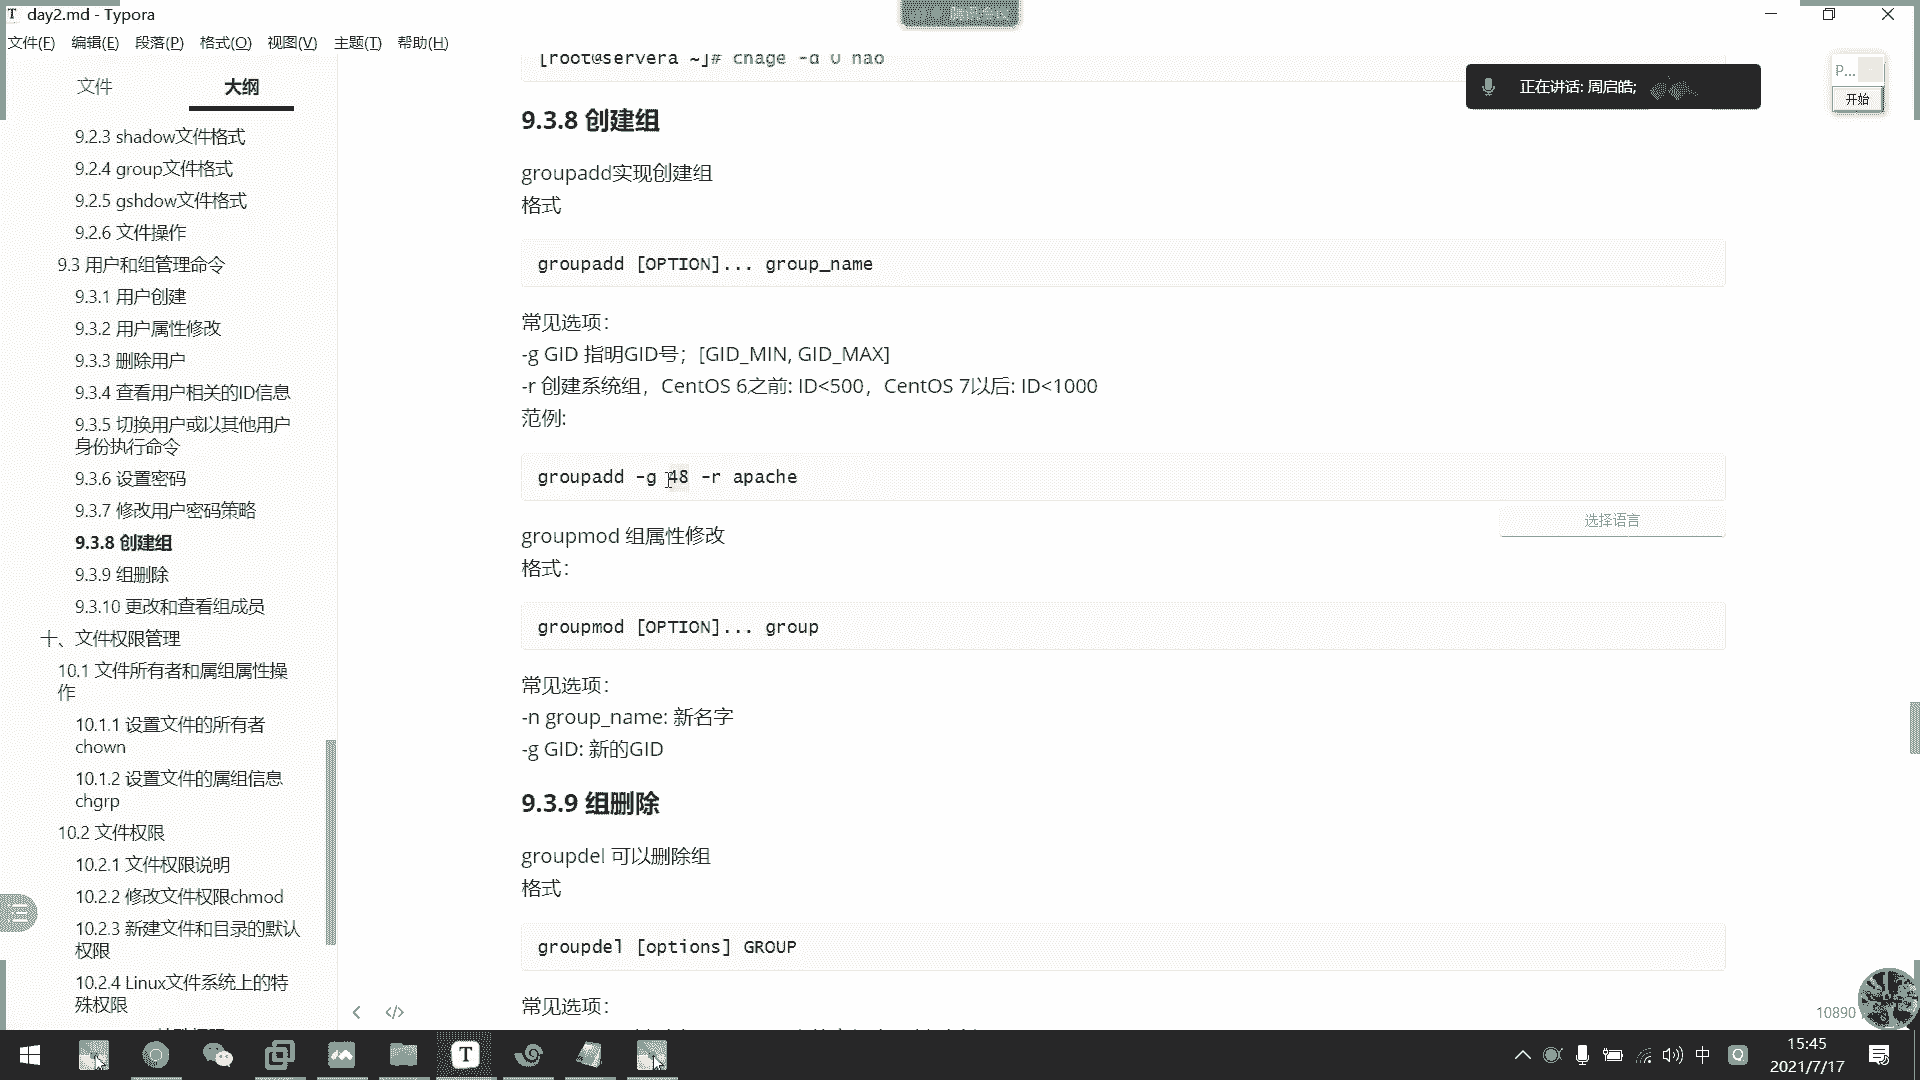 day2.md - Typora
文件(F) 编辑(E) 段落(P) 格式(O) 视图(V) 主题(T) 帮助(H)
正在讲话: 周启皓;
P...
开始
文件 大纲
9.2.3 shadow文件格式
9.2.4 group文件格式
9.2.5 gshdow文件格式
9.2.6 文件操作
9.3 用户和组管理命令
9.3.1 用户创建
9.3.2 用户属性修改
9.3.3 删除用户
9.3.4 查看用户相关的ID信息
9.3.5 切换用户或以其他用户
身份执行命令
9.3.6 设置密码
9.3.7 修改用户密码策略
9.3.8 创建组
9.3.9 组删除
9.3.10 更改和查看组成员
十、文件权限管理
10.1 文件所有者和属组属性操
作
10.1.1 设置文件的所有者
chown
10.1.2 设置文件的属组信息
chgrp
10.2 文件权限
10.2.1 文件权限说明
10.2.2 修改文件权限chmod
10.2.3 新建文件和目录的默认
权限
10.2.4 Linux文件系统上的特
殊权限
[root@servera ~]# chage -d 0 hao
9.3.8 创建组
groupadd实现创建组
格式
groupadd [OPTION]... group_name
常见选项：
-g GID 指明GID号；[GID_MIN, GID_MAX]
-r 创建系统组，CentOS 6之前: ID<500，CentOS 7以后: ID<1000
范例:
groupadd -g 48 -r apache
选择语言
groupmod 组属性修改
格式：
groupmod [OPTION]... group
常见选项：
-n group_name: 新名字
-g GID: 新的GID
9.3.9 组删除
groupdel 可以删除组
格式
groupdel [options] GROUP
常见选项：
10890
中
15:45
2021/7/17